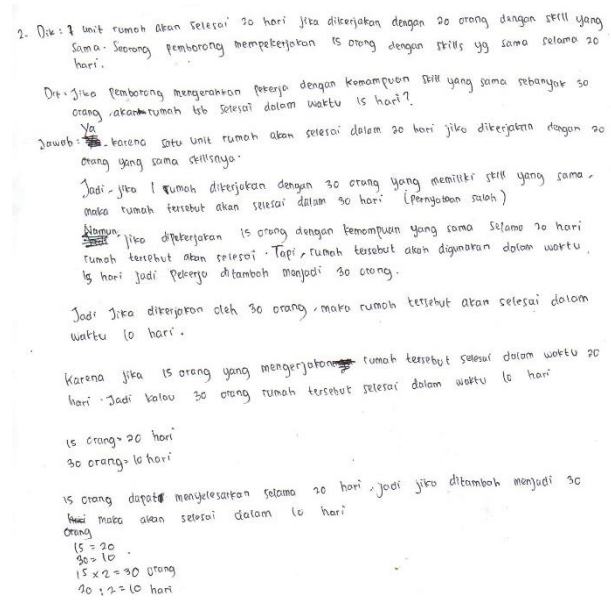 2. Dik : 1 unit rumah akan selesai 20 hari jika dikerjakan dengan 20 orang dengan skill yang
sama. Seorang pemborong mempekerjakan 15 orang dengan skills yg sama selama 20
hari.
Dit : Jika pemborong mengerahkan pekerja dengan kemampuan skill yang sama sebanyak 30
orang, akankah rumah tsb selesai dalam waktu 15 hari?
Ya
Jawab : karena satu unit rumah akan selesai dalam 20 hari jika dikerjakan dengan 20
orang yang sama skillsnya.
Jadi, jika 1 rumah dikerjakan dengan 30 orang yang memiliki skill yang sama,
maka rumah tersebut akan selesai dalam 30 hari (pernyataan salah)
Namun, jika dipekerjakan 15 orang dengan kemampuan yang sama selama 20 hari
rumah tersebut akan selesai. Tapi, rumah tersebut akan digunakan dalam waktu
15 hari jadi pekerja ditambah menjadi 30 orang.
Jadi Jika dikerjakan oleh 30 orang, maka rumah tersebut akan selesai dalam
waktu 10 hari.
Karena jika 15 orang yang mengerjakan rumah tersebut selesai dalam waktu 20
hari. Jadi kalau 30 orang rumah tersebut selesai dalam waktu 10 hari
15 orang = 20 hari
30 orang = 10 hari
15 orang dapat menyelesaikan selama 20 hari, jadi jika ditambah menjadi 30
maka akan selesai dalam 10 hari
orang
15 = 20
30 = 10 .
15 x 2 = 30 orang
20 : 2 = 10 hari